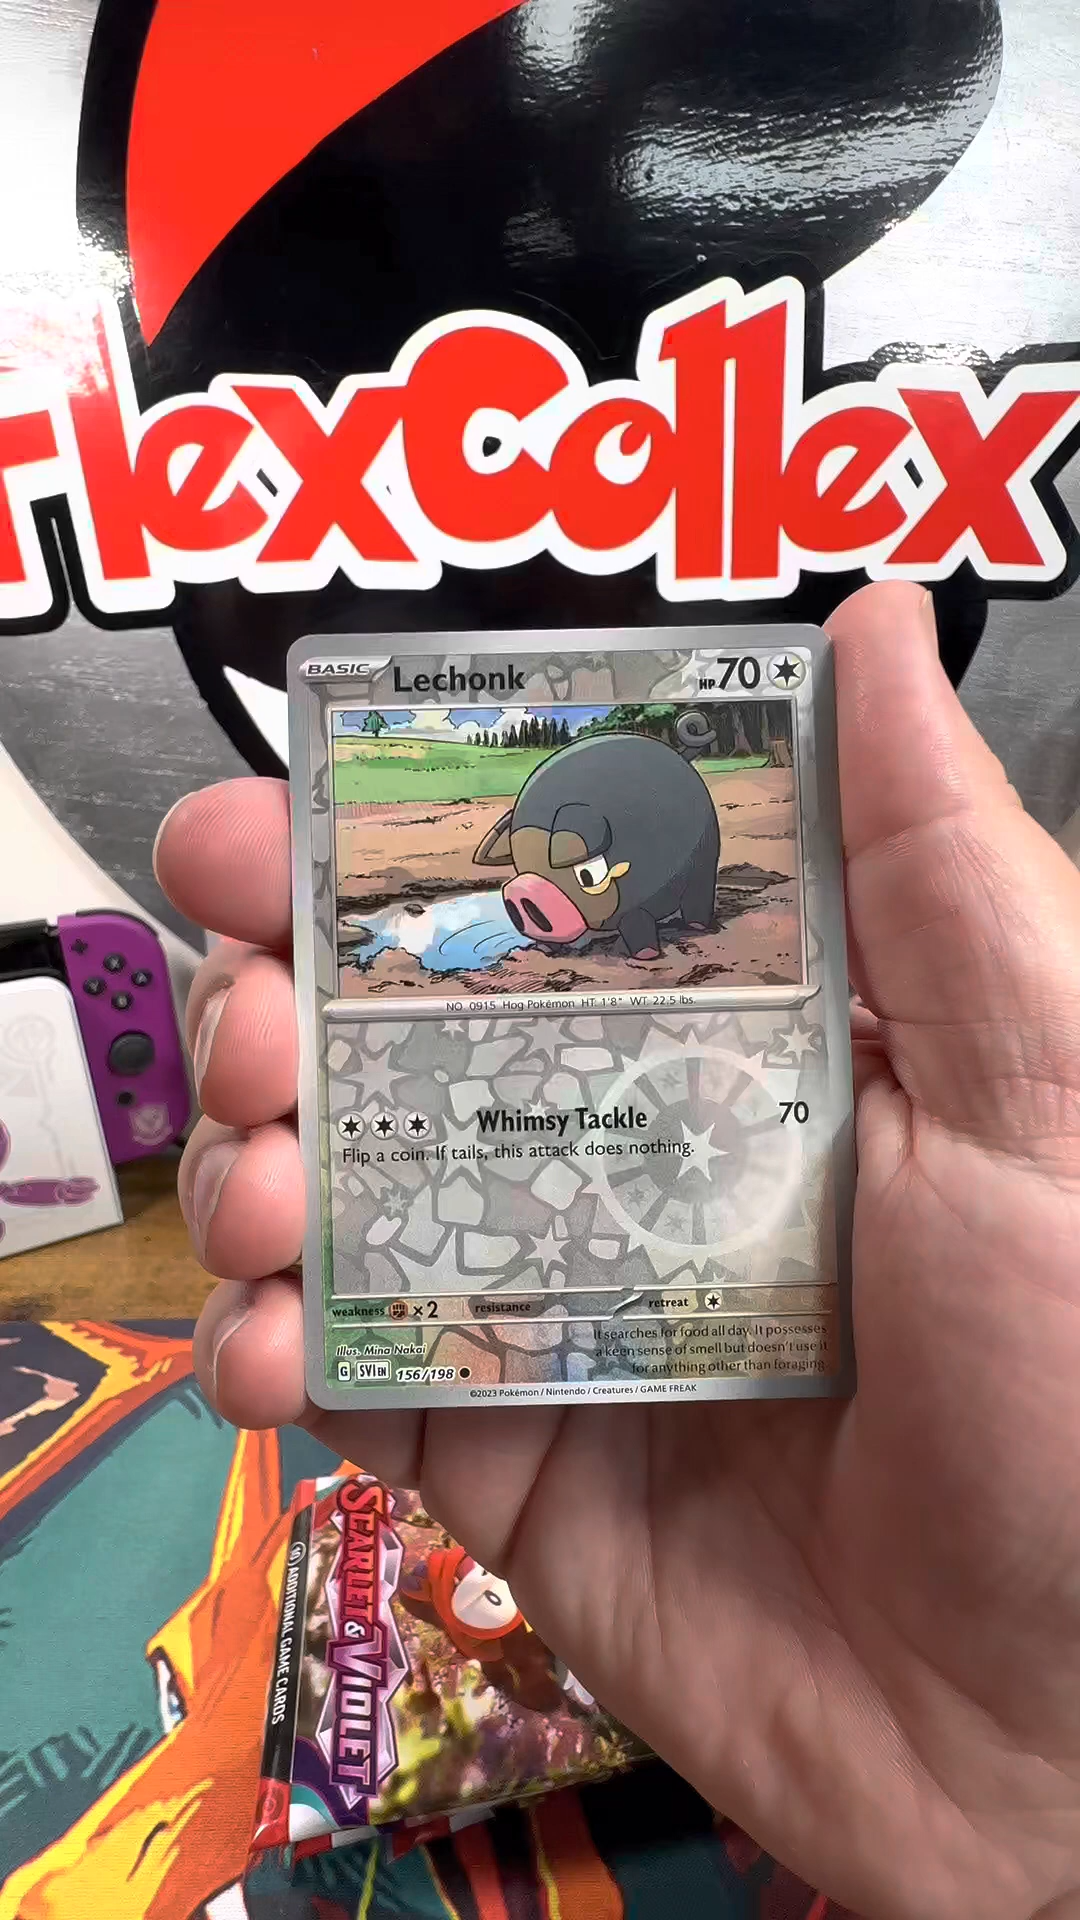 FlexCollex
BASIC Lechonk HP 70
NO. 0915 Hog Pokémon HT: 1'8" WT: 22.5 lbs.
Whimsy Tackle 70
Flip a coin. If tails, this attack does nothing.
weakness ×2 resistance retreat
Illus. Mina Nakai
It searches for food all day. It possesses
a keen sense of smell but doesn't use it
for anything other than foraging.
G SVI EN 156/198
©2023 Pokémon / Nintendo / Creatures / GAME FREAK
SCARLET & VIOLET
10 ADDITIONAL GAME CARDS